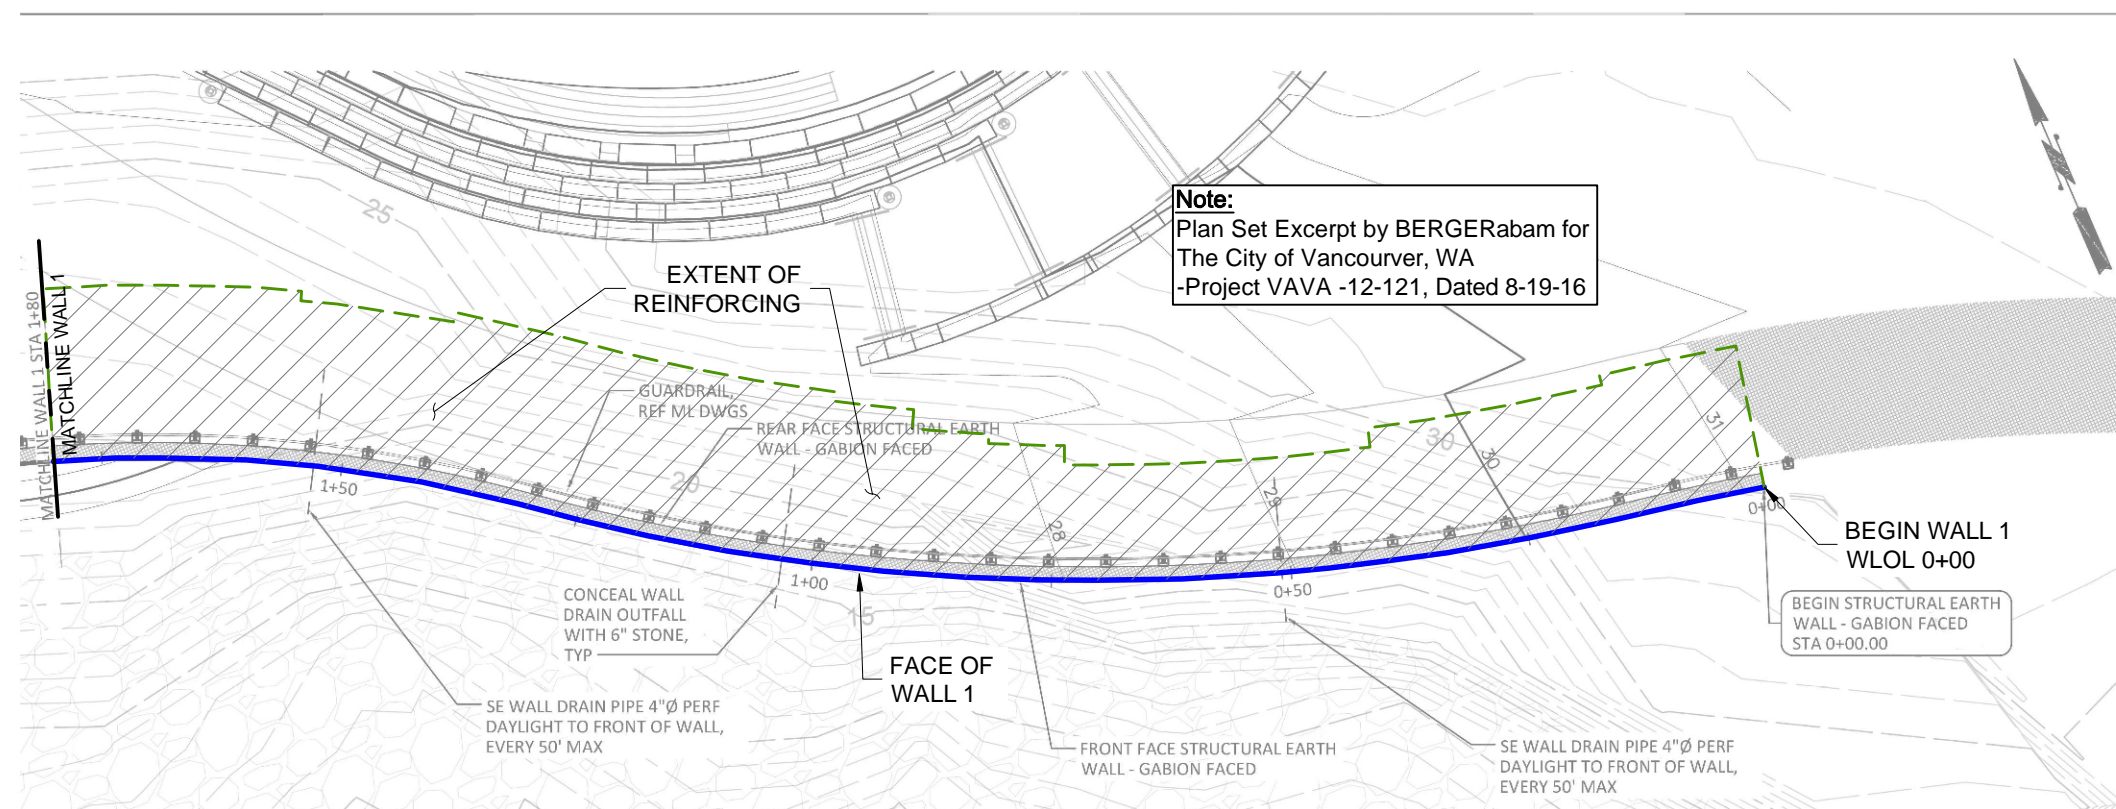 Note:
Plan Set Excerpt by BERGERabam for
The City of Vancourver, WA
-Project VAVA -12-121, Dated 8-19-16
25
EXTENT OF
REINFORCING
MATCHLINE WALL 1 STA 1+80
MATCHLINE WALL 1
GUARDRAIL,
REF ML DWGS
REAR FACE STRUCTURAL EARTH
WALL - GABION FACED
20
30
31
30
29
28
1+50
1+00
0+50
0+00
15
BEGIN WALL 1
WLOL 0+00
BEGIN STRUCTURAL EARTH
WALL - GABION FACED
STA 0+00.00
CONCEAL WALL
DRAIN OUTFALL
WITH 6" STONE,
TYP
FACE OF
WALL 1
SE WALL DRAIN PIPE 4"Ø PERF
DAYLIGHT TO FRONT OF WALL,
EVERY 50' MAX
FRONT FACE STRUCTURAL EARTH
WALL - GABION FACED
SE WALL DRAIN PIPE 4"Ø PERF
DAYLIGHT TO FRONT OF WALL,
EVERY 50' MAX
N